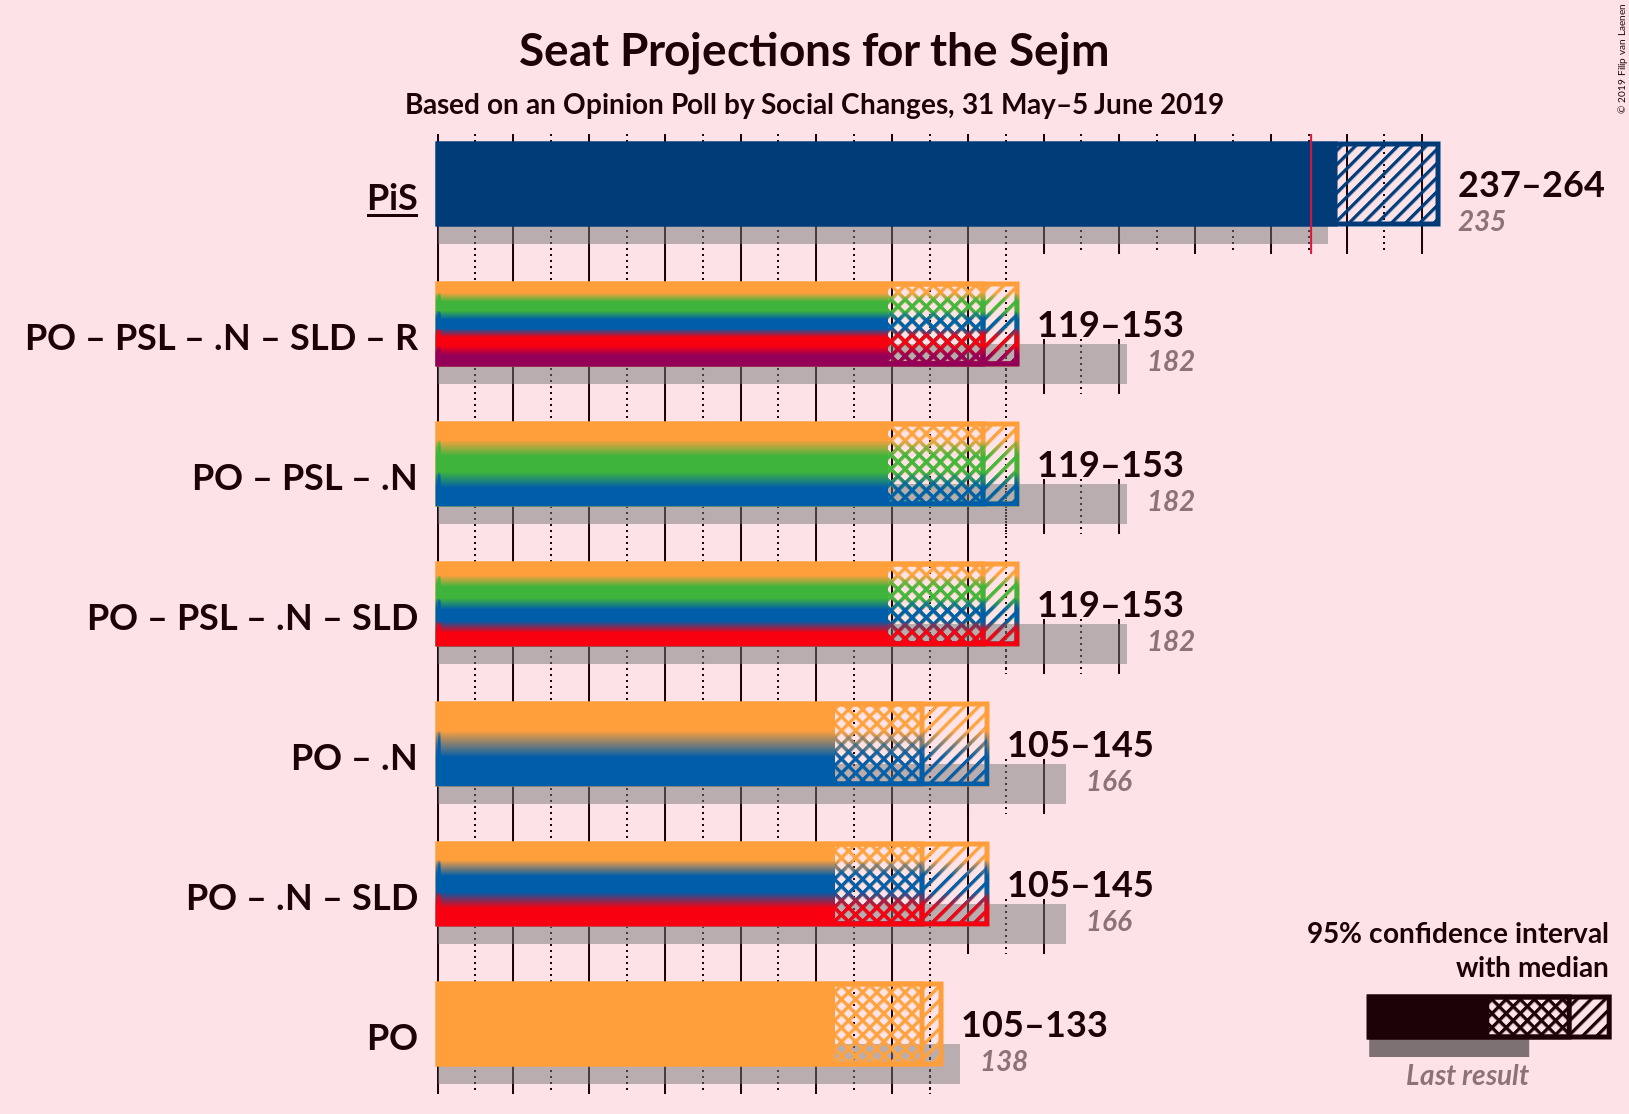 Seat Projections for the Sejm
Based on an Opinion Poll by Social Changes, 31 May–5 June 2019
© 2019 Filip van Laenen
PiS
237–264
235
PO – PSL – .N – SLD – R
119–153
182
PO – PSL – .N
119–153
182
PO – PSL – .N – SLD
119–153
182
PO – .N
105–145
166
PO – .N – SLD
105–145
166
PO
105–133
138
95% confidence interval
with median
Last result